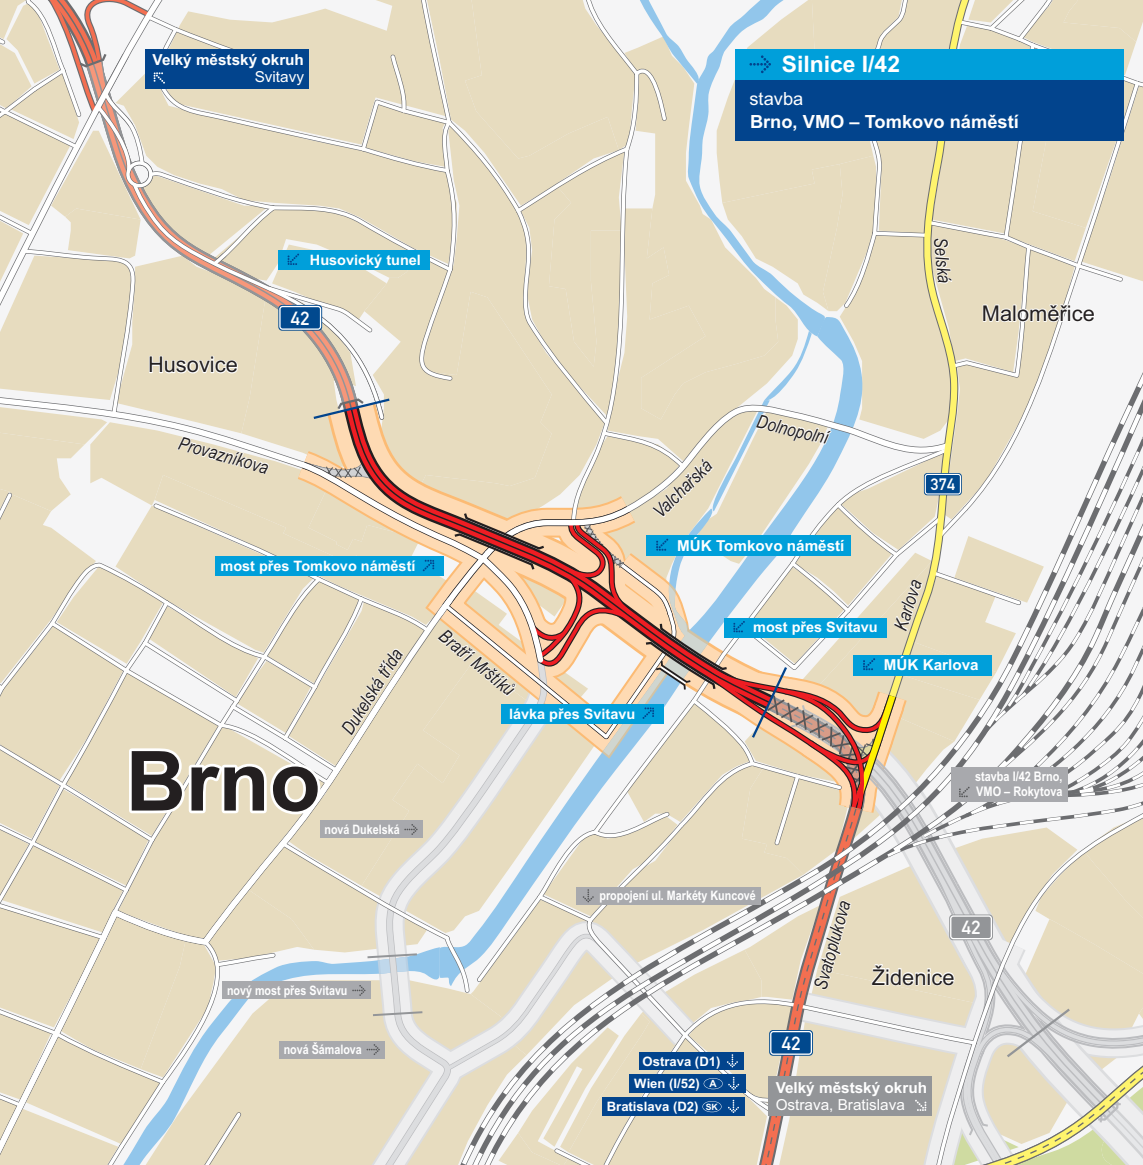 Velký městský okruh
Svitavy
Silnice I/42
stavba
Brno, VMO – Tomkovo náměstí
Husovický tunel
Selská
42
Maloměřice
Husovice
Provazníkova
Dolnopolní
Valchařská
374
MÚK Tomkovo náměstí
most přes Tomkovo náměstí
Karlova
most přes Svitavu
MÚK Karlova
Bratří Mrštíků
Dukelská třída
lávka přes Svitavu
Brno
stavba I/42 Brno,
VMO – Rokytova
nová Dukelská
propojení ul. Markéty Kuncové
42
Svatoplukova
Židenice
nový most přes Svitavu
nová Šámalova
42
Ostrava (D1)
Wien (I/52) A
Bratislava (D2) SK
Velký městský okruh
Ostrava, Bratislava